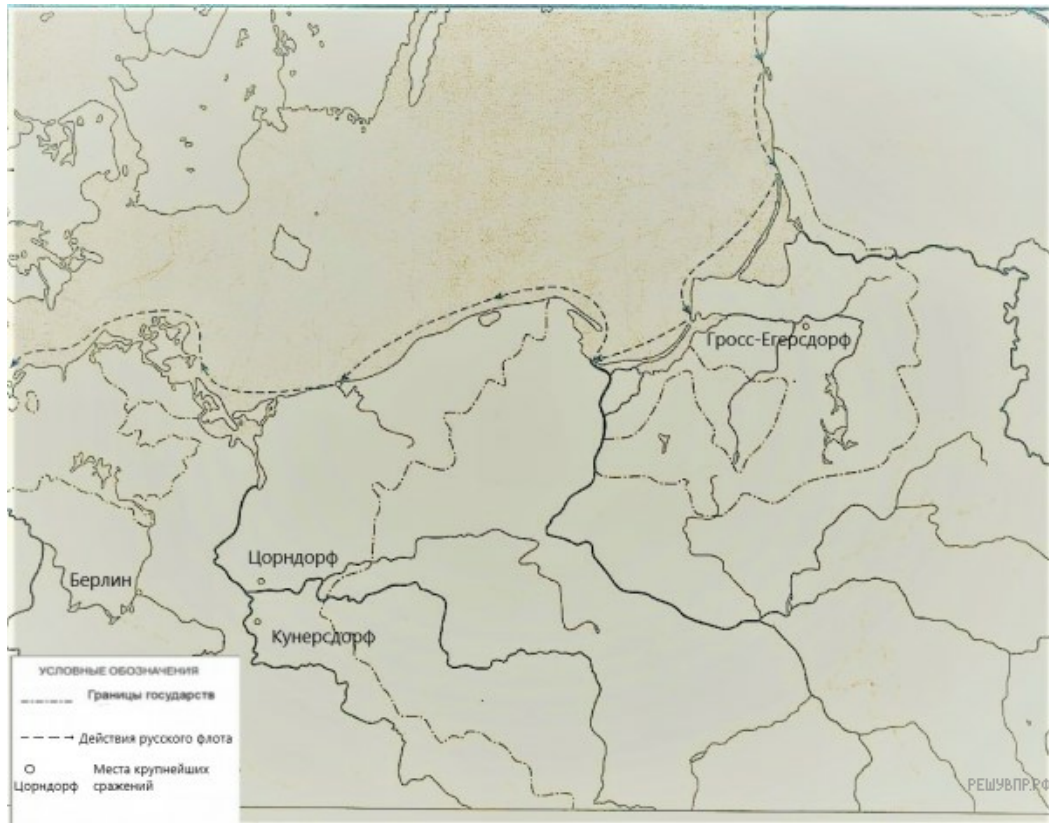 Гросс-Егерсдорф
Цорндорф
Берлин
Кунерсдорф
УСЛОВНЫЕ ОБОЗНАЧЕНИЯ
Границы государств
Действия русского флота
Места крупнейших
Цорндорф сражений
РЕШУВПР.РФ